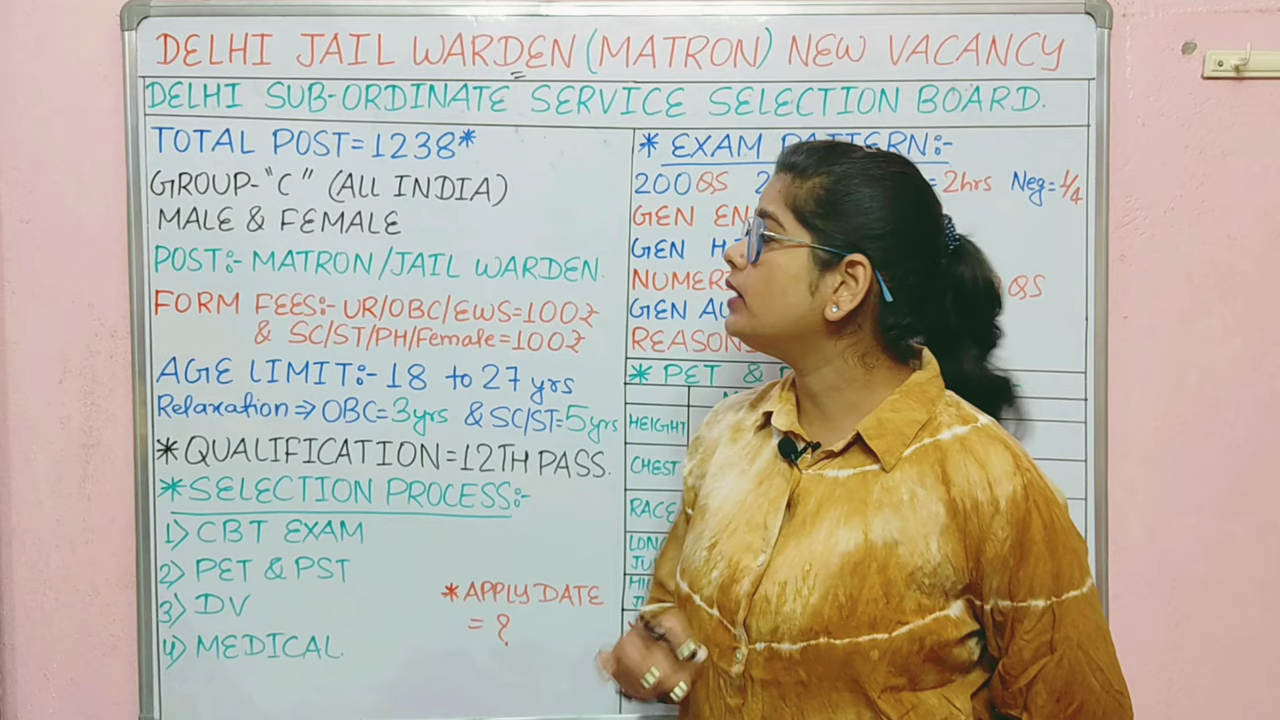 DELHI JAIL WARDEN (MATRON) NEW VACANCY
DELHI SUB-ORDINATE SERVICE SELECTION BOARD.
TOTAL POST=1238*
GROUP-"C" (ALL INDIA)
MALE & FEMALE
POST:- MATRON/JAIL WARDEN.
FORM FEES:- UR/OBC/EWS=100₹
& SC/ST/PH/Female=100₹
AGE LIMIT:- 18 to 27 yrs
Relaxation ⇒ OBC=3yrs & SC/ST=5yrs
*QUALIFICATION=12TH PASS.
*SELECTION PROCESS:-
1) CBT EXAM
2) PET & PST
3) DV
4) MEDICAL.
*APPLY DATE
= ?
* EXAM PATTERN:-
200QS 2 = 2hrs Neg=1/4
GEN EN
GEN H
NUMER QS
GEN
REASON
* PET &
HEIGHT
CHEST
RACE